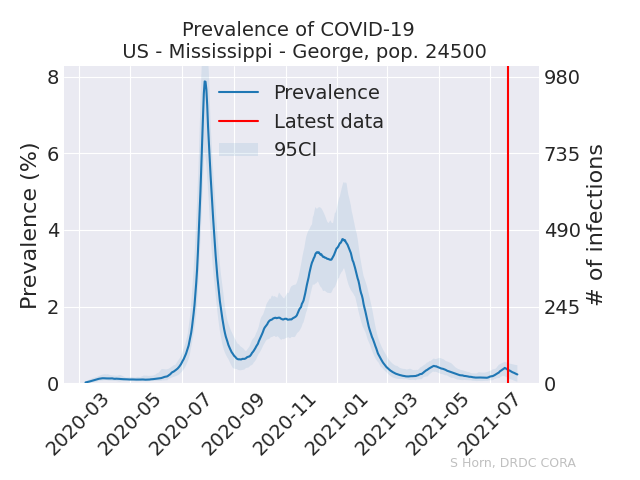 Prevalence of COVID-19
US - Mississippi - George, pop. 24500
Prevalence (%)
8
6
4
2
0
Prevalence
Latest data
95CI
980
735
490
245
0
# of infections
2020-03
2020-05
2020-07
2020-09
2020-11
2021-01
2021-03
2021-05
2021-07
S Horn, DRDC CORA